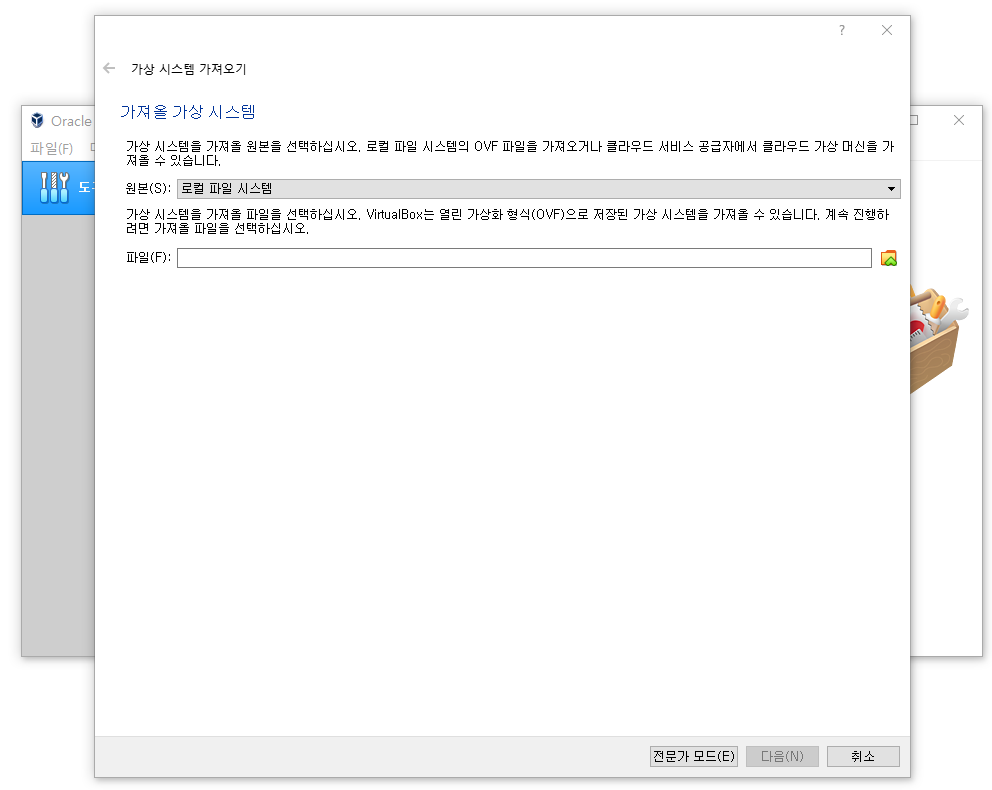 ?
가상 시스템 가져오기
가져올 가상 시스템
Oracle
파일(F)
도
가상 시스템을 가져올 원본을 선택하십시오. 로컬 파일 시스템의 OVF 파일을 가져오거나 클라우드 서비스 공급자에서 클라우드 가상 머신을 가
져올 수 있습니다.
원본(S): 로컬 파일 시스템
가상 시스템을 가져올 파일을 선택하십시오. VirtualBox는 열린 가상화 형식(OVF)으로 저장된 가상 시스템을 가져올 수 있습니다. 계속 진행하
려면 가져올 파일을 선택하십시오.
파일(F):
전문가 모드(E) 다음(N) 취소